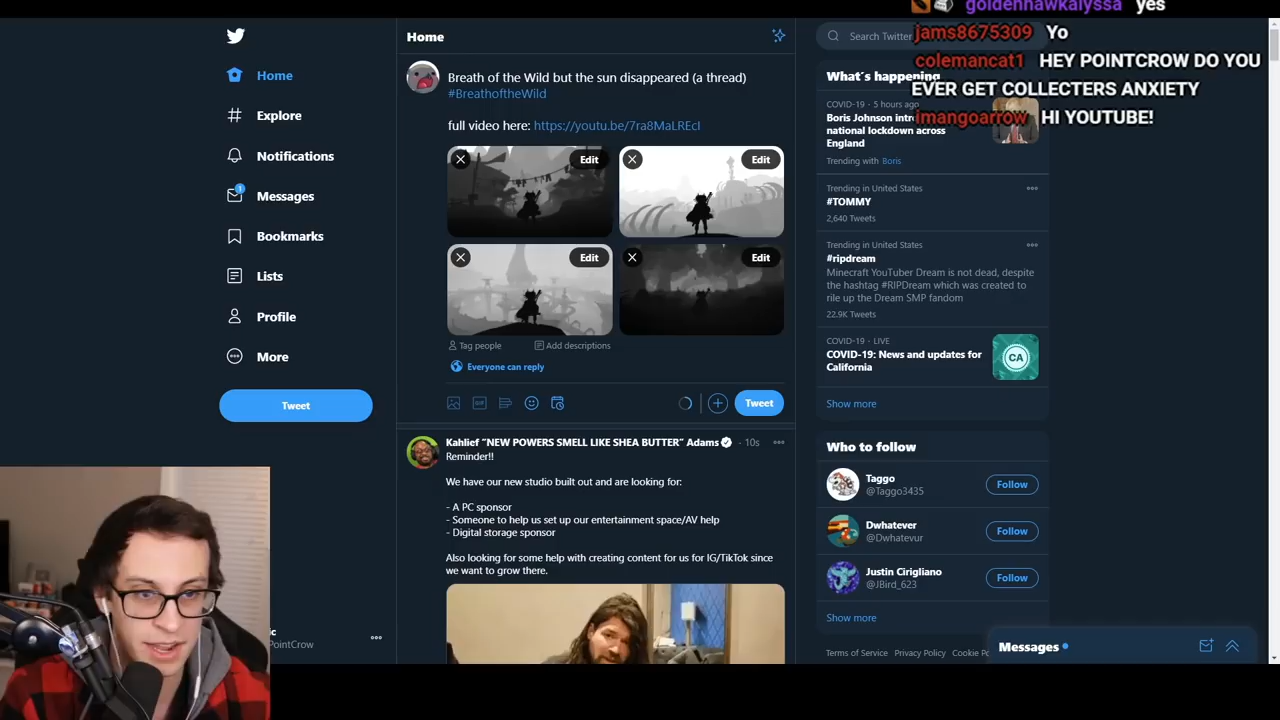 Home
Explore
Notifications
1
Messages
Bookmarks
Lists
Profile
More
Tweet
PointCrow
Home
Breath of the Wild but the sun disappeared (a thread)
#BreathoftheWild
full video here: https://youtu.be/7ra8MaLREcI
Edit
Edit
Edit
Edit
Tag people
Add descriptions
Everyone can reply
GIF
Tweet
Kahlief “NEW POWERS SMELL LIKE SHEA BUTTER” Adams · 10s
Reminder!!
We have our new studio built out and are looking for:
- A PC sponsor
- Someone to help us set up our entertainment space/AV help
- Digital storage sponsor
Also looking for some help with creating content for us for IG/TikTok since
we want to grow there.
goldenhawkalyssa yes
jams8675309 Yo
colemancat1 HEY POINTCROW DO YOU
EVER GET COLLECTERS ANXIETY
imangoarrow HI YOUTUBE!
Search Twitter
What's happening
COVID-19 · 5 hours ago
Boris Johnson
national lockdown across
England
Trending with Boris
Trending in United States
#TOMMY
2,640 Tweets
Trending in United States
#ripdream
Minecraft YouTuber Dream is not dead, despite
the hashtag #RIPDream which was created to
rile up the Dream SMP fandom
22.9K Tweets
COVID-19 · LIVE
COVID-19: News and updates for
California
CA
Show more
Who to follow
Taggo
@Taggo3435
Follow
Dwhatever
@Dwhatevur
Follow
Justin Cirigliano
@JBird_623
Follow
Show more
Terms of Service Privacy Policy Cookie
Messages